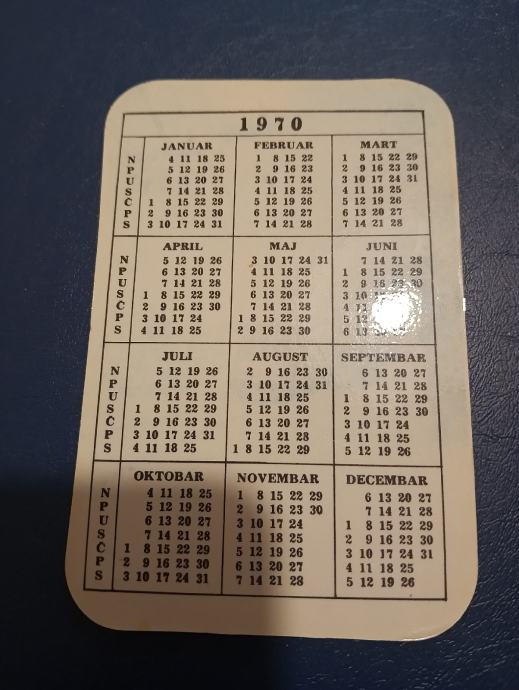 1970
JANUAR FEBRUAR MART
N 4 11 18 25 1 8 15 22 1 8 15 22 29
P 5 12 19 26 2 9 16 23 2 9 16 23 30
U 6 13 20 27 3 10 17 24 3 10 17 24 31
S 7 14 21 28 4 11 18 25 4 11 18 25
Č 1 8 15 22 29 5 12 19 26 5 12 19 26
P 2 9 16 23 30 6 13 20 27 6 13 20 27
S 3 10 17 24 31 7 14 21 28 7 14 21 28
APRIL MAJ JUNI
N 5 12 19 26 3 10 17 24 31 7 14 21 28
P 6 13 20 27 4 11 18 25 1 8 15 22 29
U 7 14 21 28 5 12 19 26 2 9 16 23 30
S 1 8 15 22 29 6 13 20 27 3 10
Č 2 9 16 23 30 7 14 21 28 4 11
P 3 10 17 24 1 8 15 22 29 5 12
S 4 11 18 25 2 9 16 23 30 6 13
JULI AUGUST SEPTEMBAR
N 5 12 19 26 2 9 16 23 30 6 13 20 27
P 6 13 20 27 3 10 17 24 31 7 14 21 28
U 7 14 21 28 4 11 18 25 1 8 15 22 29
S 1 8 15 22 29 5 12 19 26 2 9 16 23 30
Č 2 9 16 23 30 6 13 20 27 3 10 17 24
P 3 10 17 24 31 7 14 21 28 4 11 18 25
S 4 11 18 25 1 8 15 22 29 5 12 19 26
OKTOBAR NOVEMBAR DECEMBAR
N 4 11 18 25 1 8 15 22 29 6 13 20 27
P 5 12 19 26 2 9 16 23 30 7 14 21 28
U 6 13 20 27 3 10 17 24 1 8 15 22 29
S 7 14 21 28 4 11 18 25 2 9 16 23 30
Č 1 8 15 22 29 5 12 19 26 3 10 17 24 31
P 2 9 16 23 30 6 13 20 27 4 11 18 25
S 3 10 17 24 31 7 14 21 28 5 12 19 26